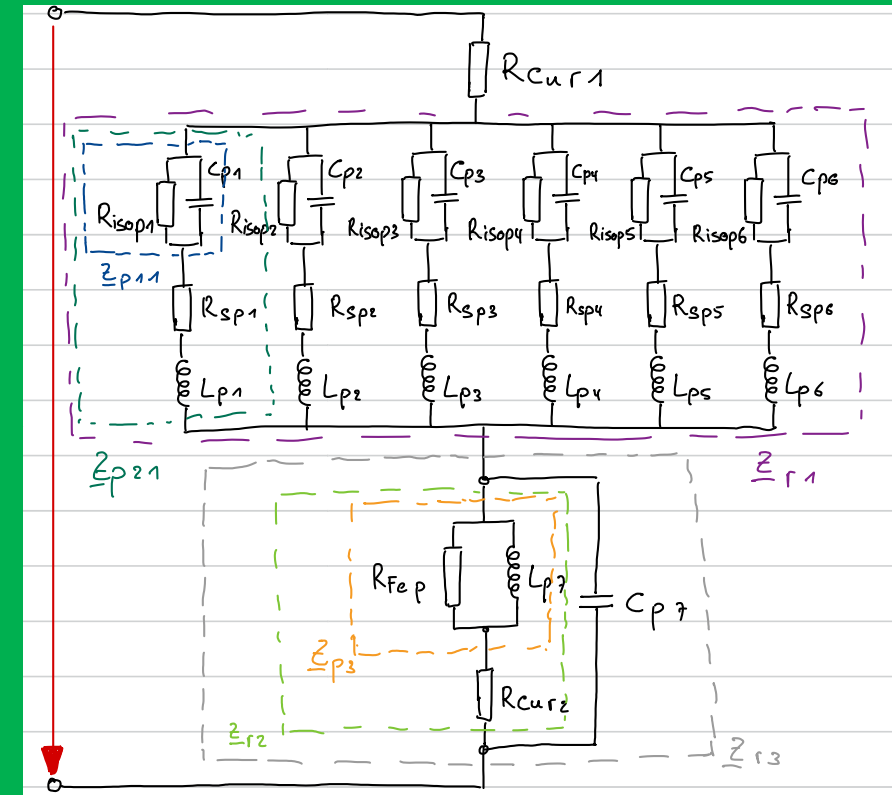 Rcur1
Cp1 Cp2 Cp3 Cp4 Cp5 Cp6
Risop1 Risop2 Risop3 Risop4 Risop5 Risop6
Zp11
Rsp1 Rsp2 Rsp3 Rsp4 Rsp5 Rsp6
Lp1 Lp2 Lp3 Lp4 Lp5 Lp6
Zp21 Zr1
RFep Lp7 Cp7
Zp3
Rcur2
Zr2
Zr3